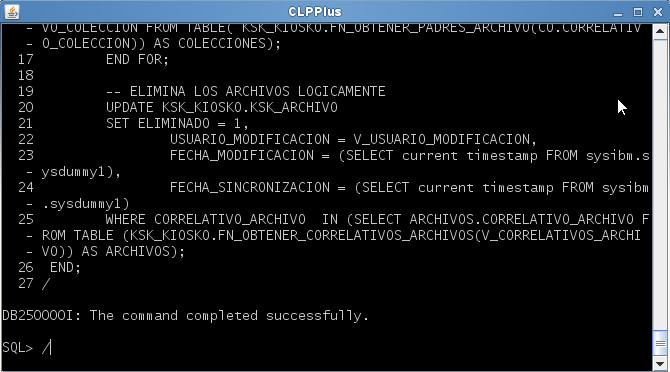 CLPPlus
- VO_COLECCION FROM TABLE( KSK_KIOSKO.FN_OBTENER_PADRES_ARCHIVO(CO.CORRELATIV
- O_COLECCION)) AS COLECCIONES);
17 END FOR;
18
19 -- ELIMINA LOS ARCHIVOS LOGICAMENTE
20 UPDATE KSK_KIOSKO.KSK_ARCHIVO
21 SET ELIMINADO = 1,
22 USUARIO_MODIFICACION = V_USUARIO_MODIFICACION,
23 FECHA_MODIFICACION = (SELECT current timestamp FROM sysibm.s
- ysdummy1),
24 FECHA_SINCRONIZACION = (SELECT current timestamp FROM sysibm
- .sysdummy1)
25 WHERE CORRELATIVO_ARCHIVO IN (SELECT ARCHIVOS.CORRELATIVO_ARCHIVO F
- ROM TABLE (KSK_KIOSKO.FN_OBTENER_CORRELATIVOS_ARCHIVOS(V_CORRELATIVOS_ARCHI
- VO)) AS ARCHIVOS);
26 END;
27 /
DB250000I: The command completed successfully.
SQL> /